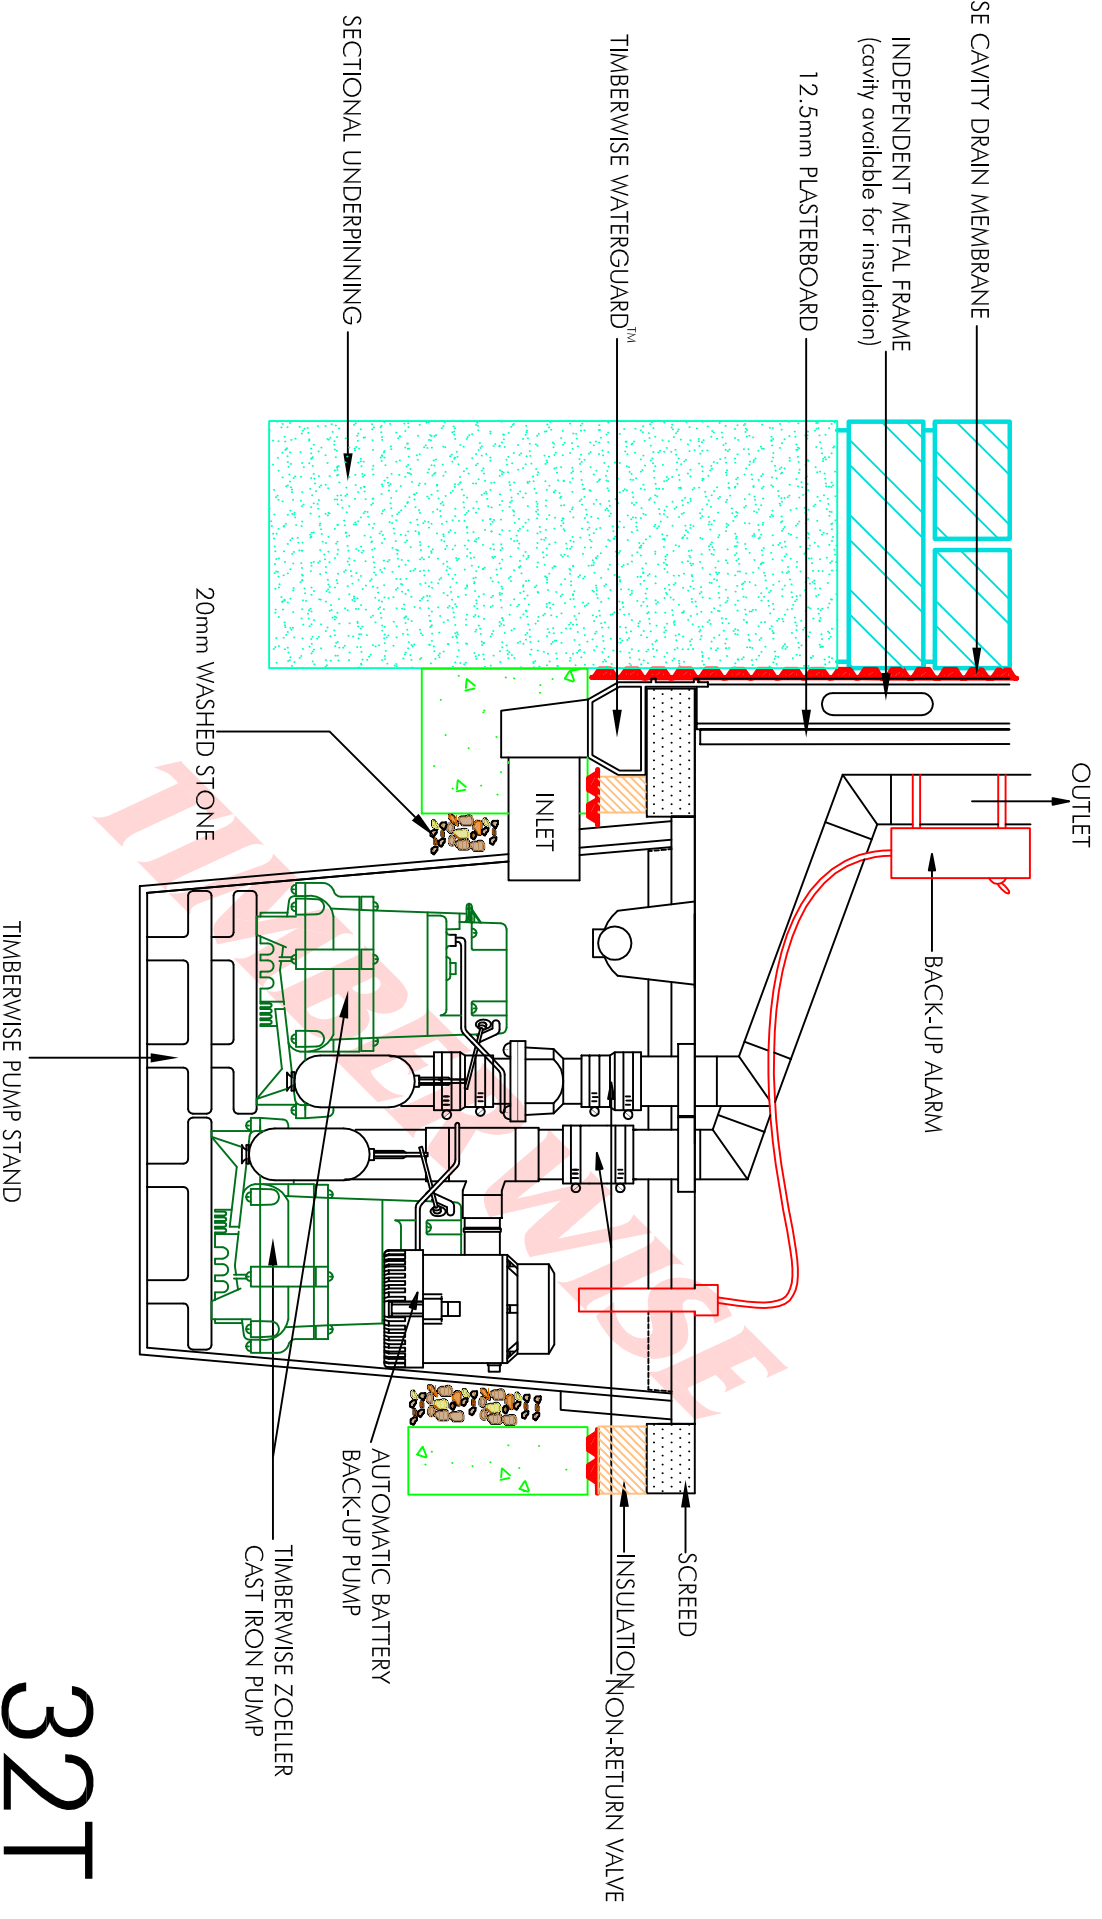 SE CAVITY DRAIN MEMBRANE
INDEPENDENT METAL FRAME
(cavity available for insulation)
12.5mm PLASTERBOARD
TIMBERWISE WATERGUARD™
SECTIONAL UNDERPINNING
20mm WASHED STONE
OUTLET
BACK-UP ALARM
INLET
TIMBERWISE
TIMBERWISE PUMP STAND
SCREED
INSULATION
NON-RETURN VALVE
AUTOMATIC BATTERY
BACK-UP PUMP
TIMBERWISE ZOELLER
CAST IRON PUMP
32T